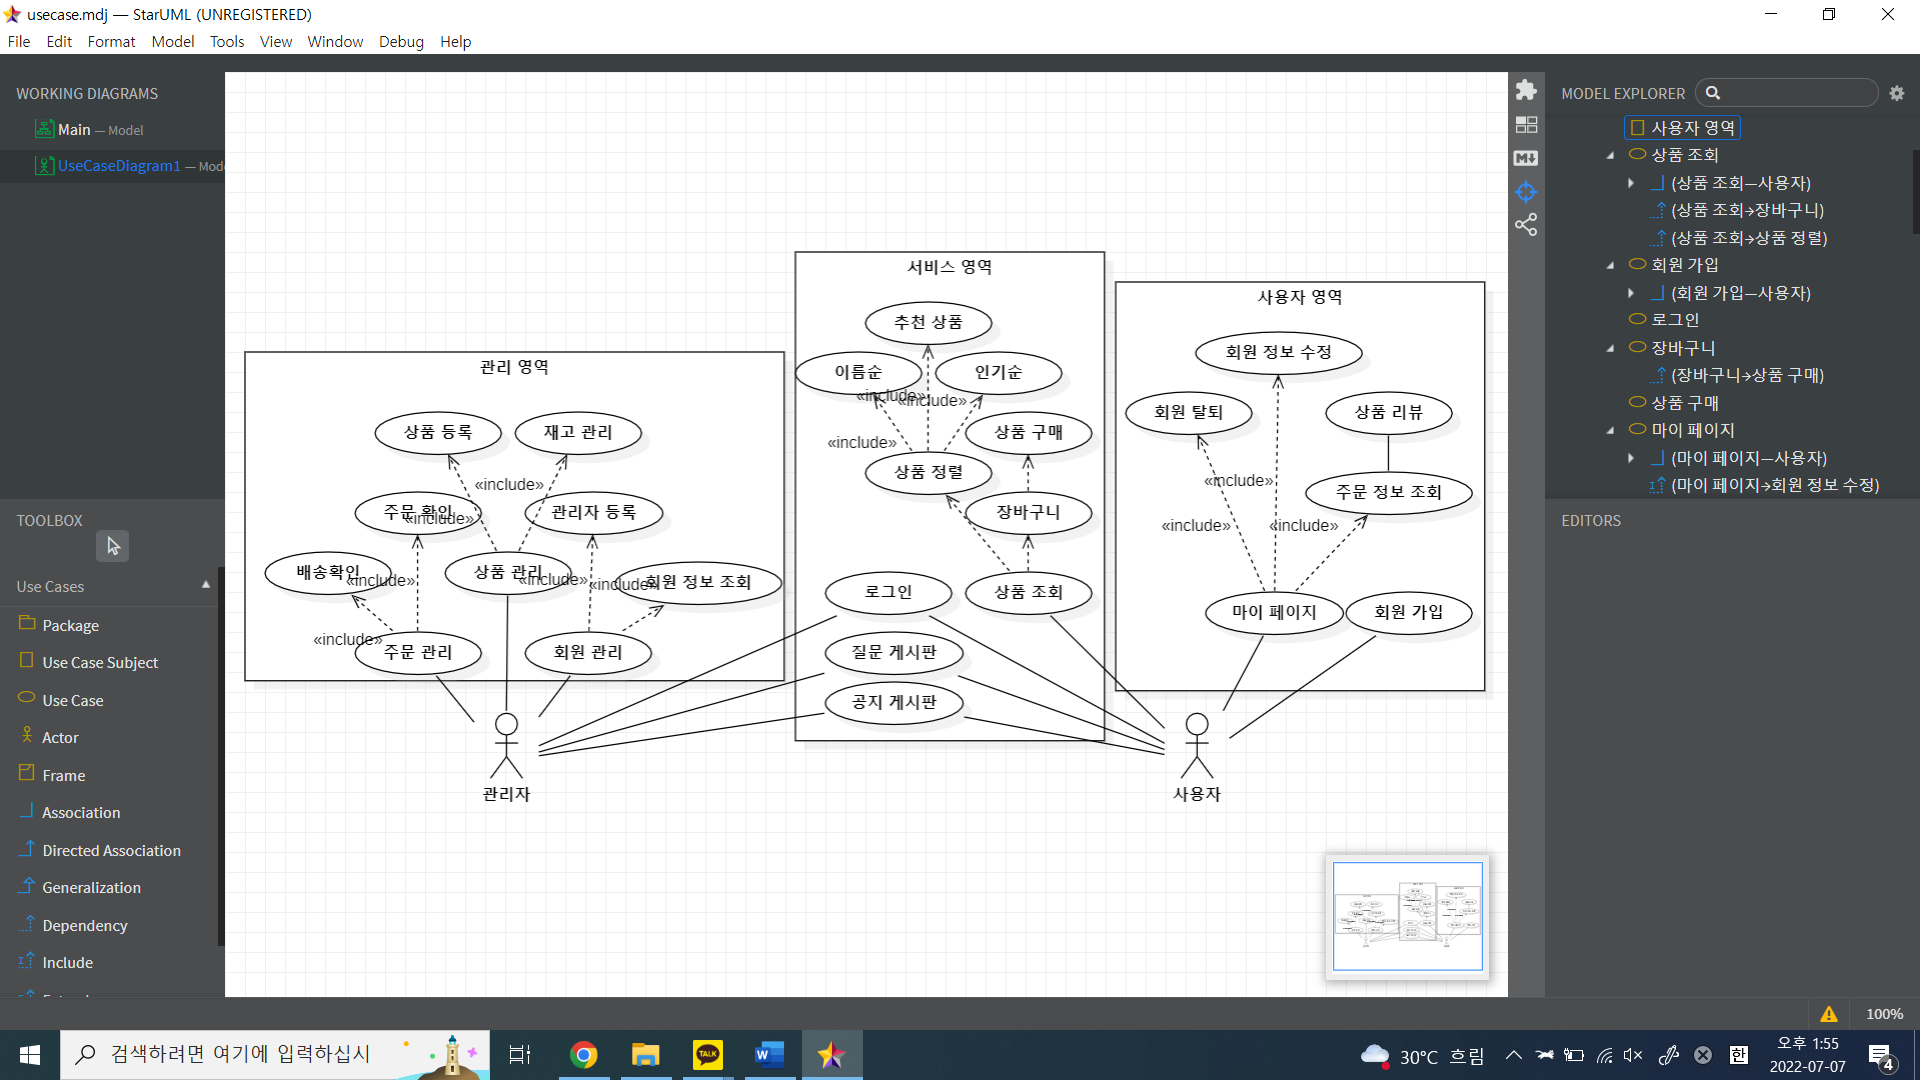 usecase.mdj — StarUML (UNREGISTERED)
File Edit Format Model Tools View Window Debug Help
WORKING DIAGRAMS
Main — Model
UseCaseDiagram1 — Mode
TOOLBOX
Use Cases
Package
Use Case Subject
Use Case
Actor
Frame
Association
Directed Association
Generalization
Dependency
Include
관리 영역
상품 등록
재고 관리
«include»
주문 확인
«include»
관리자 등록
배송확인
«include»
상품 관리
«include»
«include»
회원 정보 조회
«include»
주문 관리
회원 관리
관리자
서비스 영역
추천 상품
이름순
인기순
«include»
«include»
«include»
상품 구매
상품 정렬
장바구니
로그인
상품 조회
질문 게시판
공지 게시판
사용자 영역
회원 정보 수정
회원 탈퇴
상품 리뷰
«include»
주문 정보 조회
«include»
«include»
마이 페이지
회원 가입
사용자
MODEL EXPLORER
사용자 영역
상품 조회
(상품 조회—사용자)
(상품 조회→장바구니)
(상품 조회→상품 정렬)
회원 가입
(회원 가입—사용자)
로그인
장바구니
(장바구니→상품 구매)
상품 구매
마이 페이지
(마이 페이지—사용자)
(마이 페이지→회원 정보 수정)
EDITORS
100%
검색하려면 여기에 입력하십시
TALK
W
30°C 흐림
한
오후 1:55
2022-07-07
4